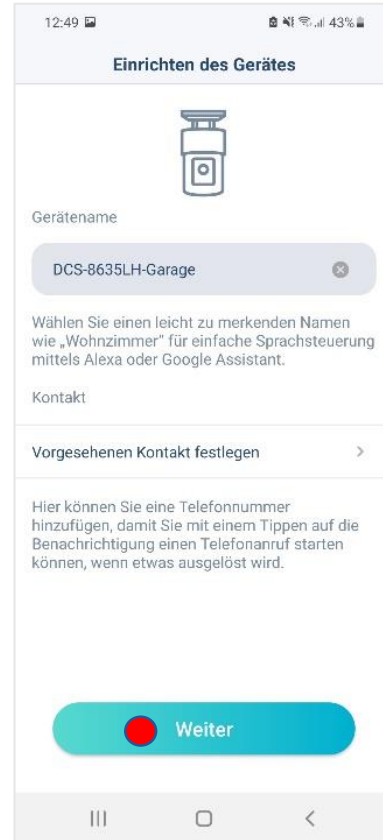 12:49 43%
Einrichten des Gerätes
Gerätename
DCS-8635LH-Garage
Wählen Sie einen leicht zu merkenden Namen
wie „Wohnzimmer" für einfache Sprachsteuerung
mittels Alexa oder Google Assistant.
Kontakt
Vorgesehenen Kontakt festlegen
Hier können Sie eine Telefonnummer
hinzufügen, damit Sie mit einem Tippen auf die
Benachrichtigung einen Telefonanruf starten
können, wenn etwas ausgelöst wird.
Weiter